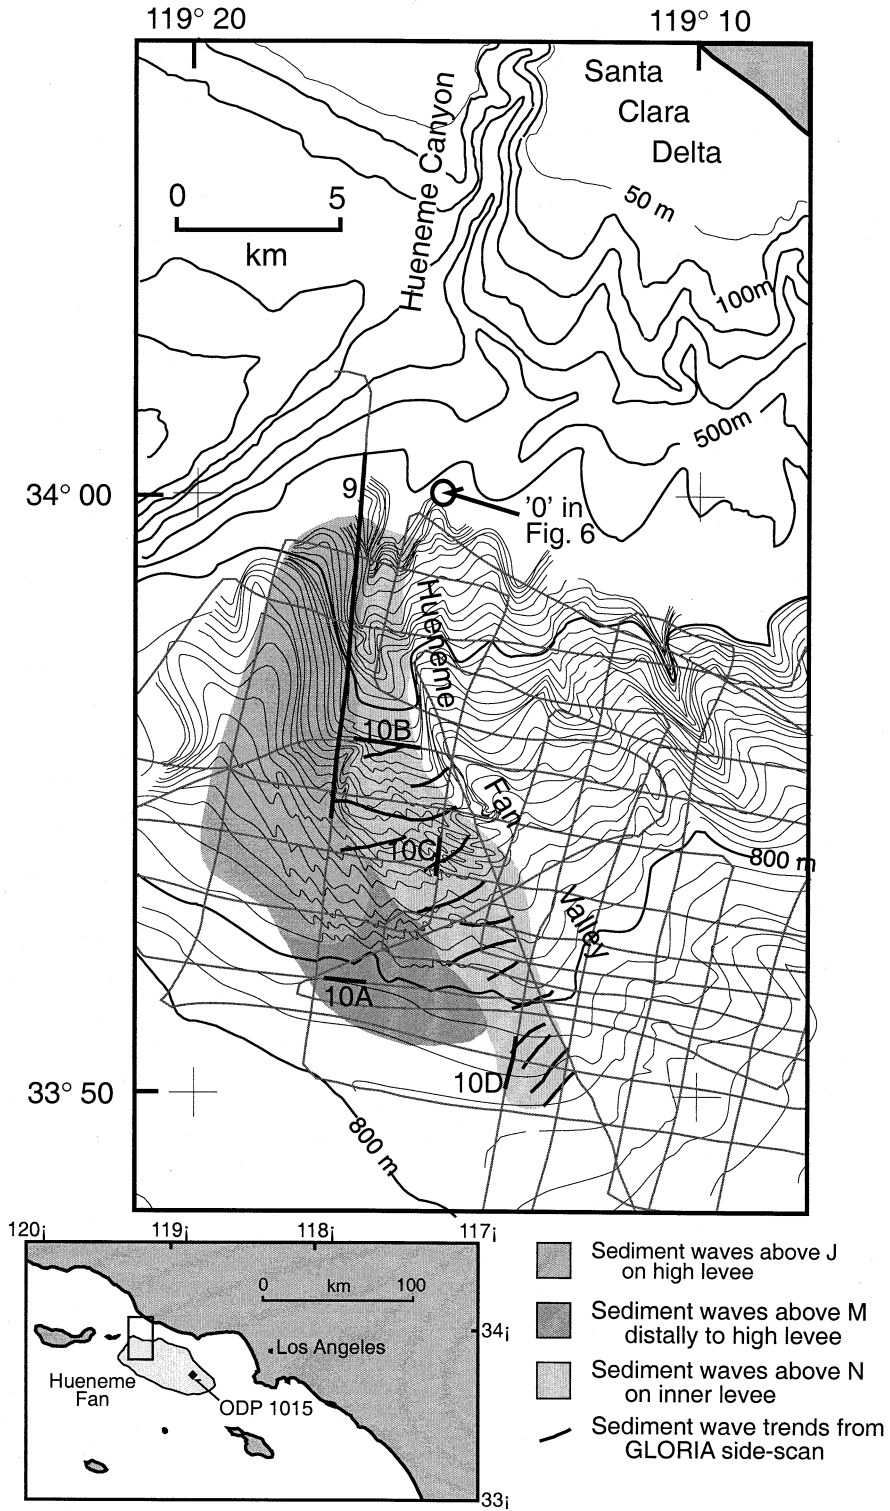 119° 20
119° 10
Santa
Clara
Delta
Hueneme Canyon
0
5
km
50 m
100m
500m
34° 00
9
'0' in
Fig. 6
Hueneme
Fan
Valley
10B
10C
800 m
10A
10D
33° 50
800 m
120¡
119¡
118¡
117¡
0
km
100
34¡
Los Angeles
Hueneme
Fan
ODP 1015
33¡
Sediment waves above J
on high levee
Sediment waves above M
distally to high levee
Sediment waves above N
on inner levee
Sediment wave trends from
GLORIA side-scan